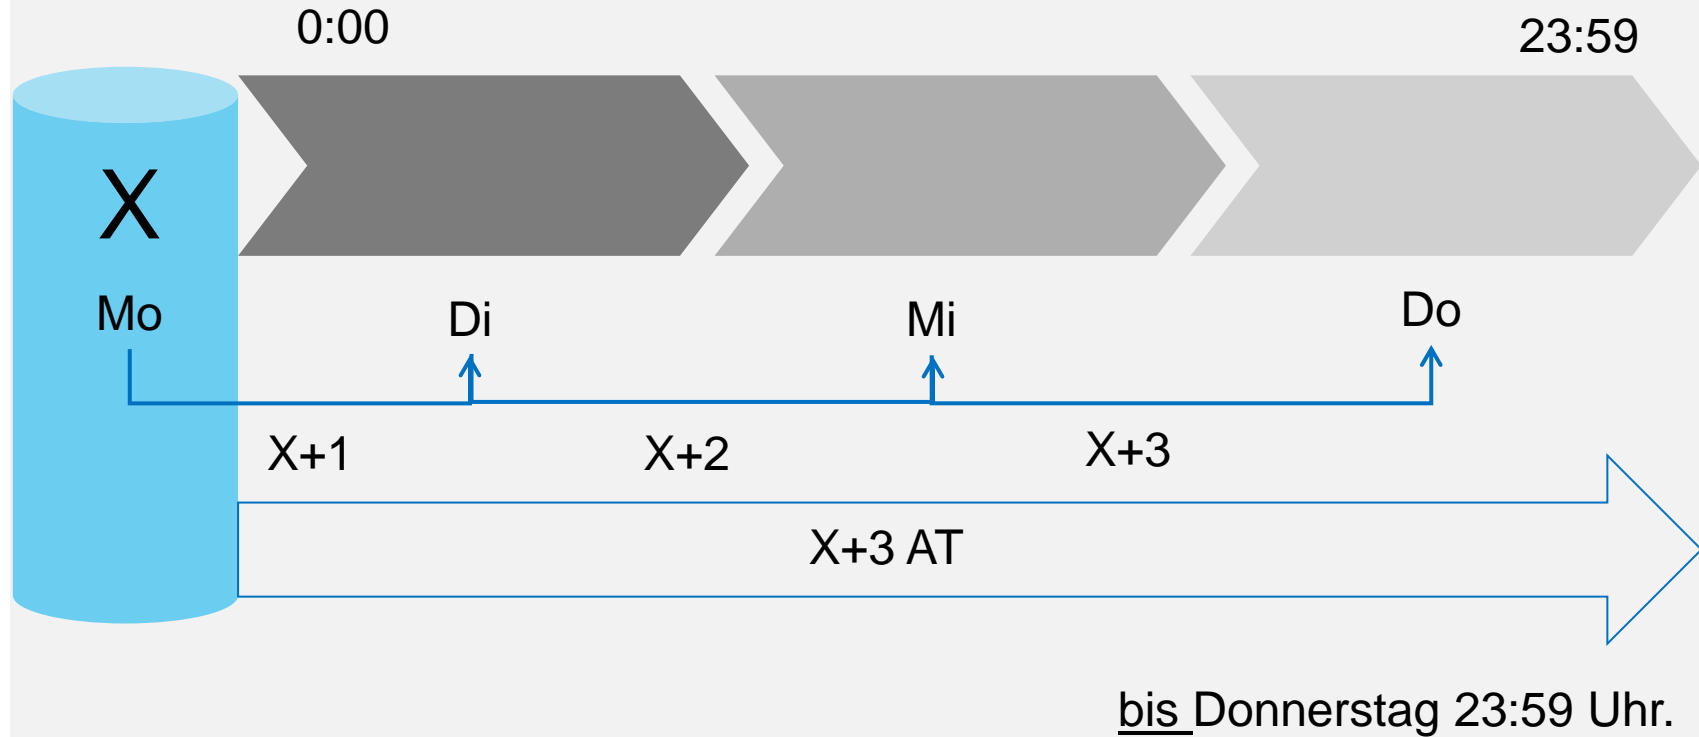 0:00 23:59
X
Mo Di Mi Do
X+1 X+2 X+3
X+3 AT
bis Donnerstag 23:59 Uhr.